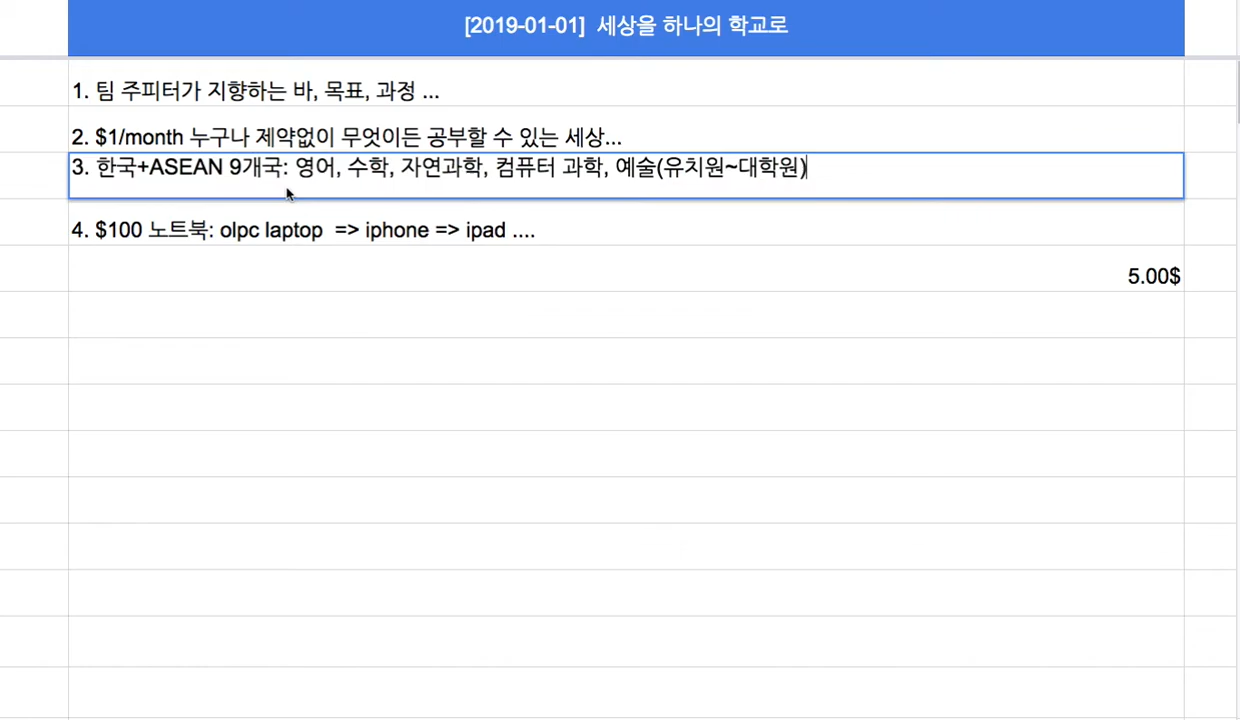 [2019-01-01] 세상을 하나의 학교로
1. 팀 주피터가 지향하는 바, 목표, 과정 ...
2. $1/month 누구나 제약없이 무엇이든 공부할 수 있는 세상...
3. 한국+ASEAN 9개국: 영어, 수학, 자연과학, 컴퓨터 과학, 예술(유치원~대학원)
4. $100 노트북: olpc laptop => iphone => ipad ....
5.00$